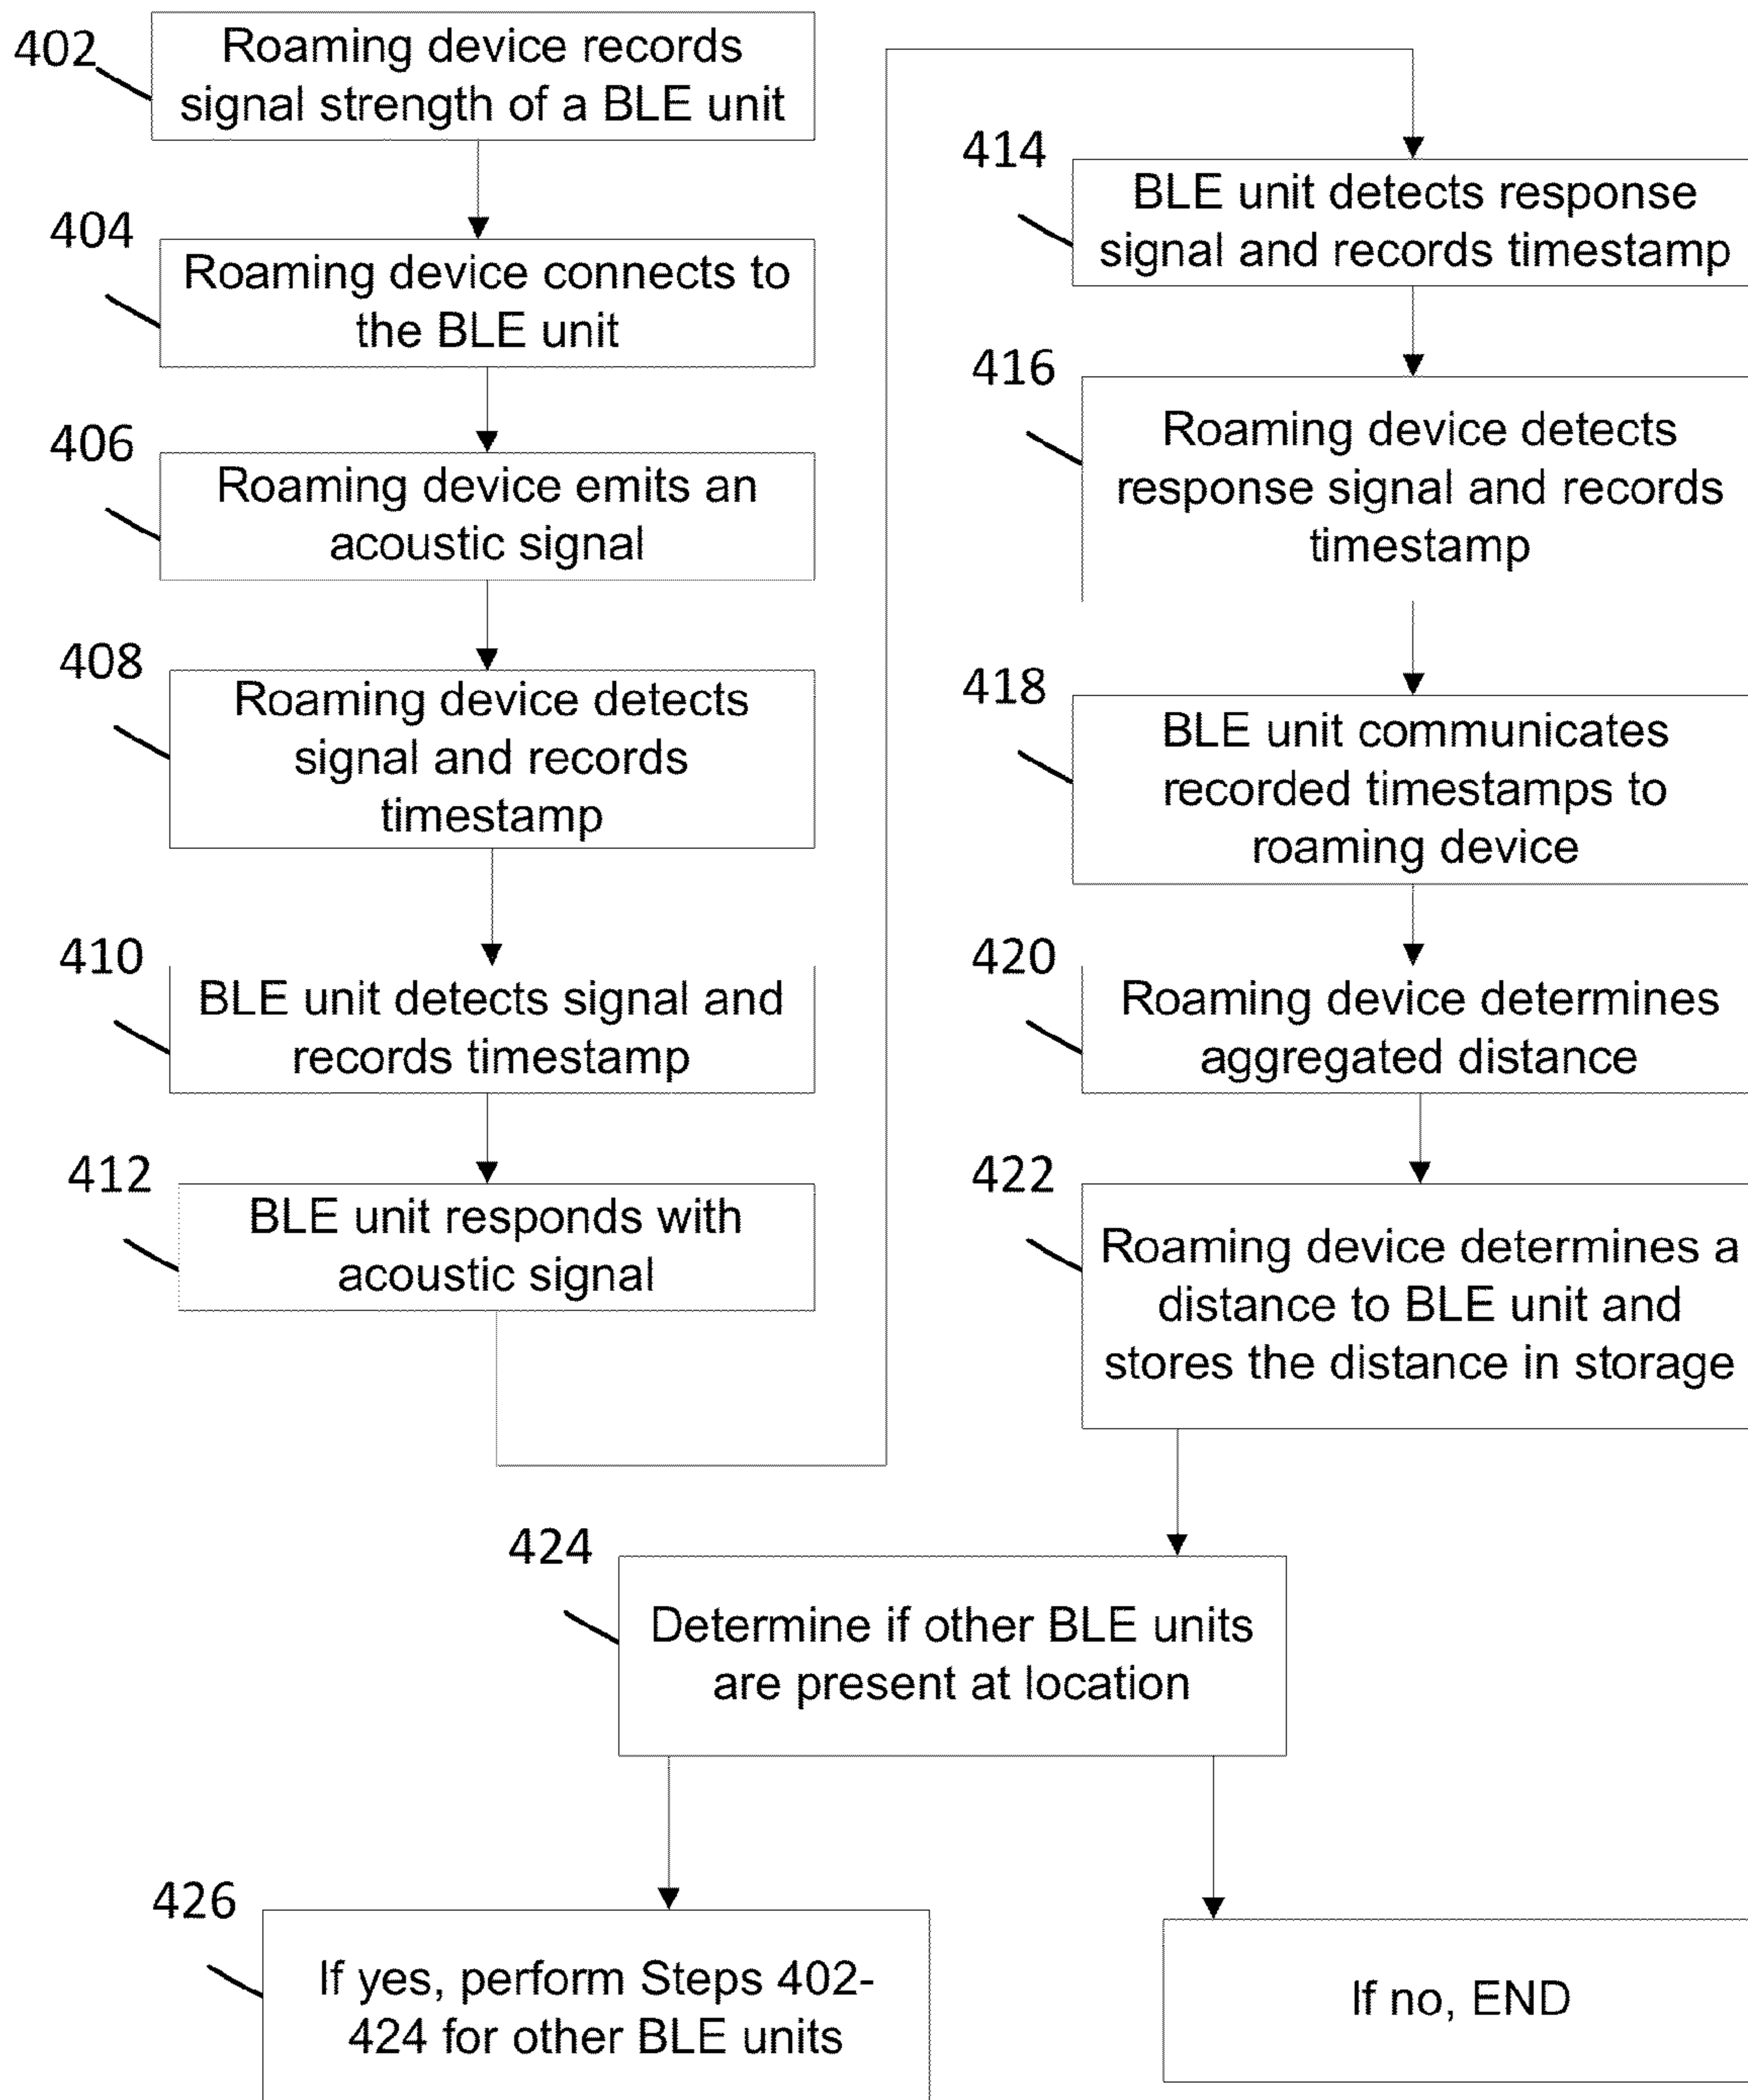 402
Roaming device records
signal strength of a BLE unit
404
Roaming device connects to
the BLE unit
406
Roaming device emits an
acoustic signal
408
Roaming device detects
signal and records
timestamp
410
BLE unit detects signal and
records timestamp
412
BLE unit responds with
acoustic signal
414
BLE unit detects response
signal and records timestamp
416
Roaming device detects
response signal and records
timestamp
418
BLE unit communicates
recorded timestamps to
roaming device
420
Roaming device determines
aggregated distance
422
Roaming device determines a
distance to BLE unit and
stores the distance in storage
424
Determine if other BLE units
are present at location
426
If yes, perform Steps 402-
424 for other BLE units
If no, END